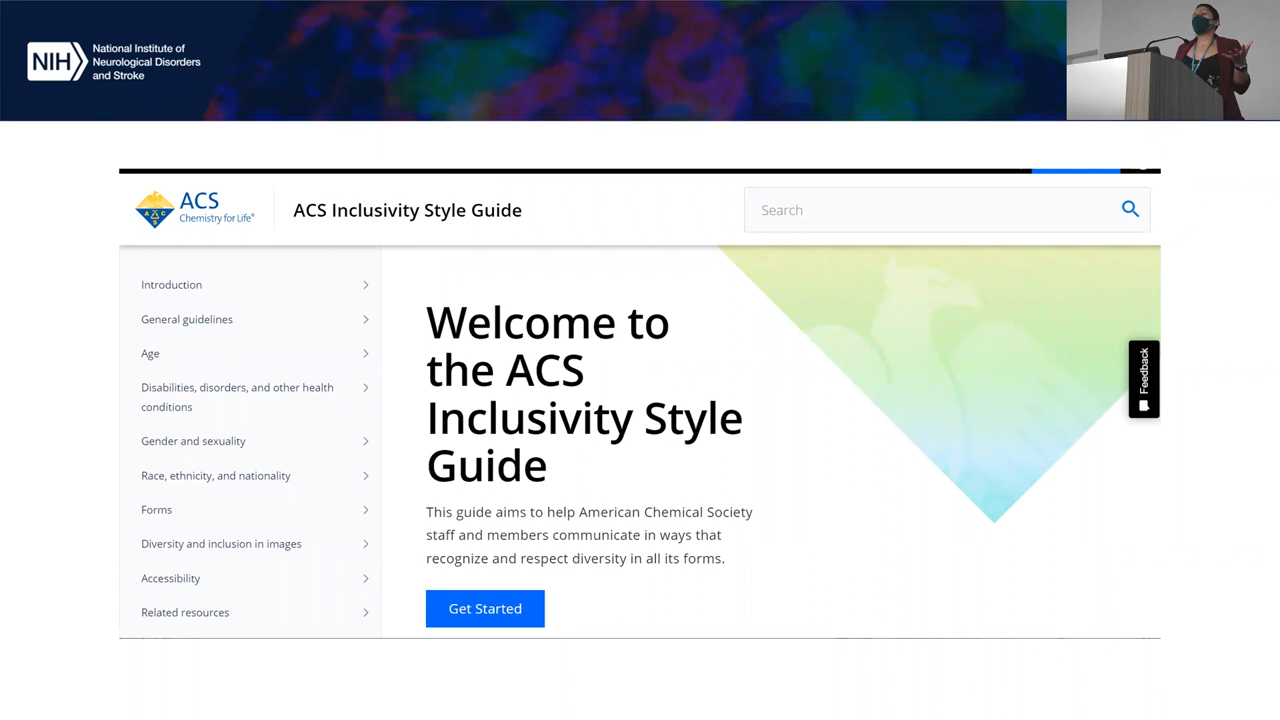 NIH
National Institute of
Neurological Disorders
and Stroke
ACS
Chemistry for Life®
A C S
ACS Inclusivity Style Guide
Search
Introduction
General guidelines
Age
Disabilities, disorders, and other health
conditions
Gender and sexuality
Race, ethnicity, and nationality
Forms
Diversity and inclusion in images
Accessibility
Related resources
Welcome to
the ACS
Inclusivity Style
Guide
This guide aims to help American Chemical Society
staff and members communicate in ways that
recognize and respect diversity in all its forms.
Get Started
Feedback